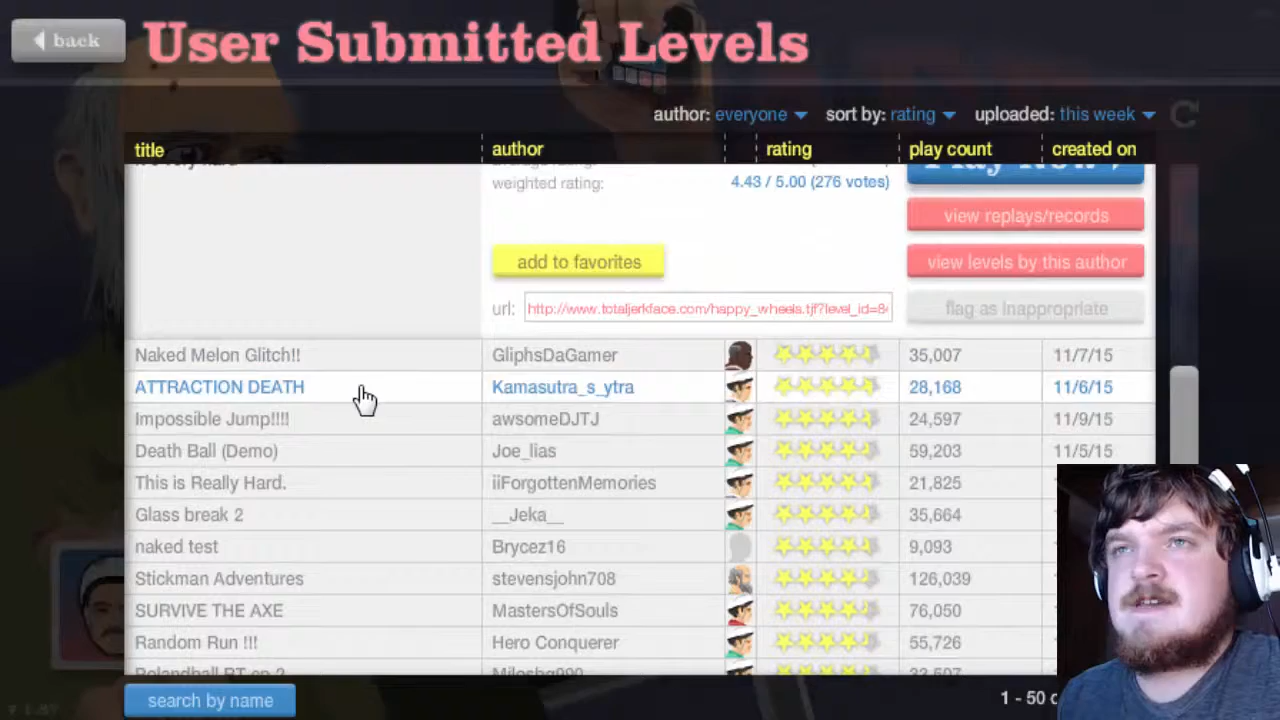 back
User Submitted Levels
author: everyone sort by: rating uploaded: this week
title author rating play count created on
weighted rating: 4.43 / 5.00 (276 votes)
Play Now
view replays/records
add to favorites view levels by this author
url: http://www.totaljerkface.com/happy_wheels.tjf?level_id=8 flag as inappropriate
Naked Melon Glitch!! GliphsDaGamer 35,007 11/7/15
ATTRACTION DEATH Kamasutra_s_ytra 28,168 11/6/15
Impossible Jump!!!! awsomeDJTJ 24,597 11/9/15
Death Ball (Demo) Joe_lias 59,203 11/5/15
This is Really Hard. iiForgottenMemories 21,825
Glass break 2 __Jeka__ 35,664
naked test Brycez16 9,093
Stickman Adventures stevensjohn708 126,039
SURVIVE THE AXE MastersOfSouls 76,050
Random Run !!! Hero Conquerer 55,726
search by name 1 - 50